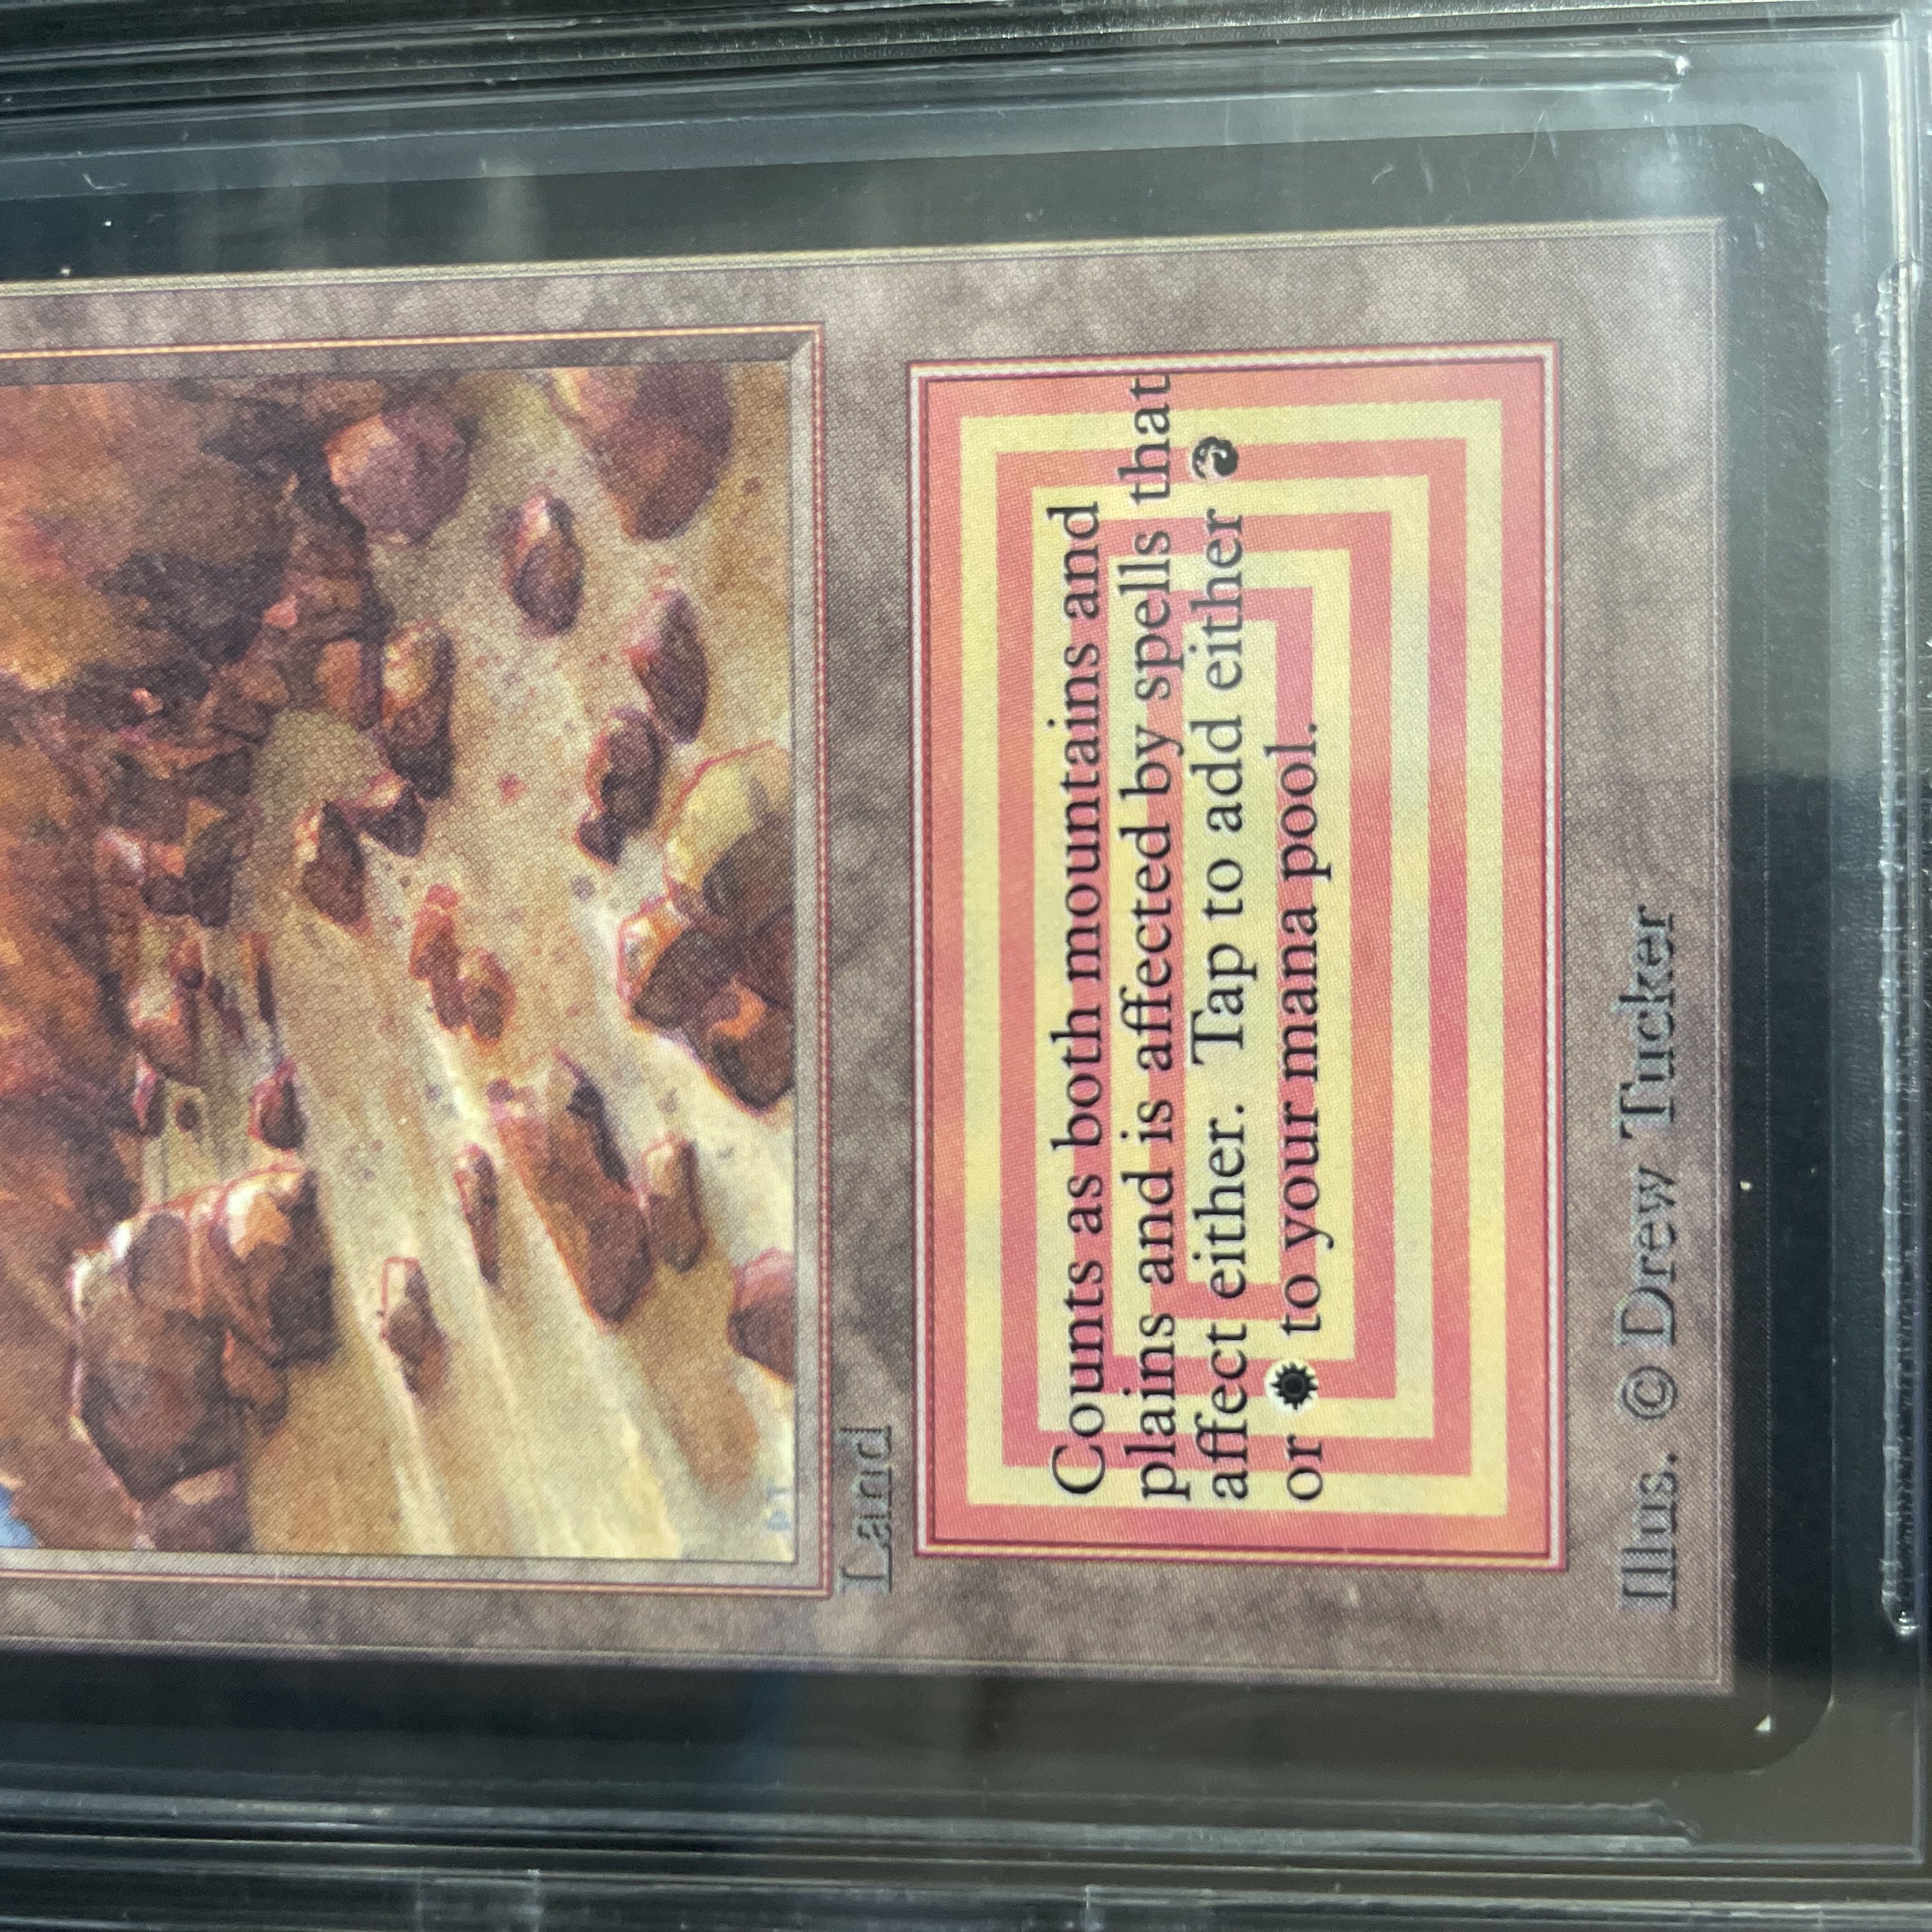 Land
Counts as both mountains and
plains and is affected by spells that
affect either. Tap to add either
or to your mana pool.
Illus. © Drew Tucker
DT